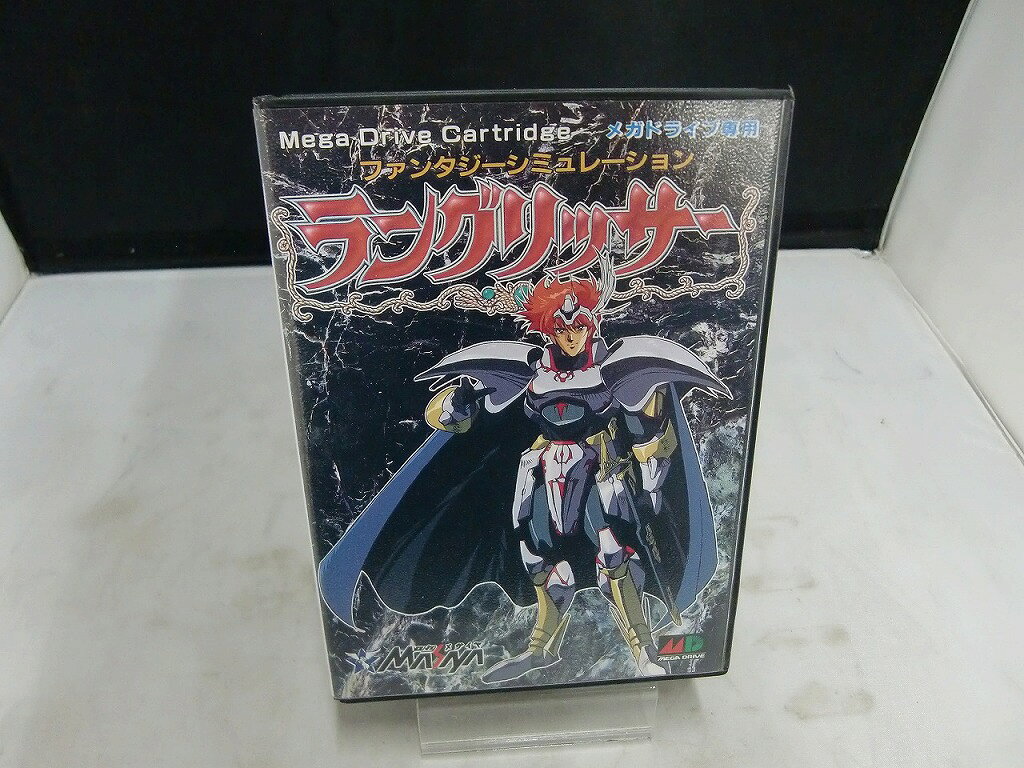 Mega Drive Cartridge メガドライブ専用
ファンタジーシミュレーション
ラングリッサー
MASAYA
MD
MEGA DRIVE